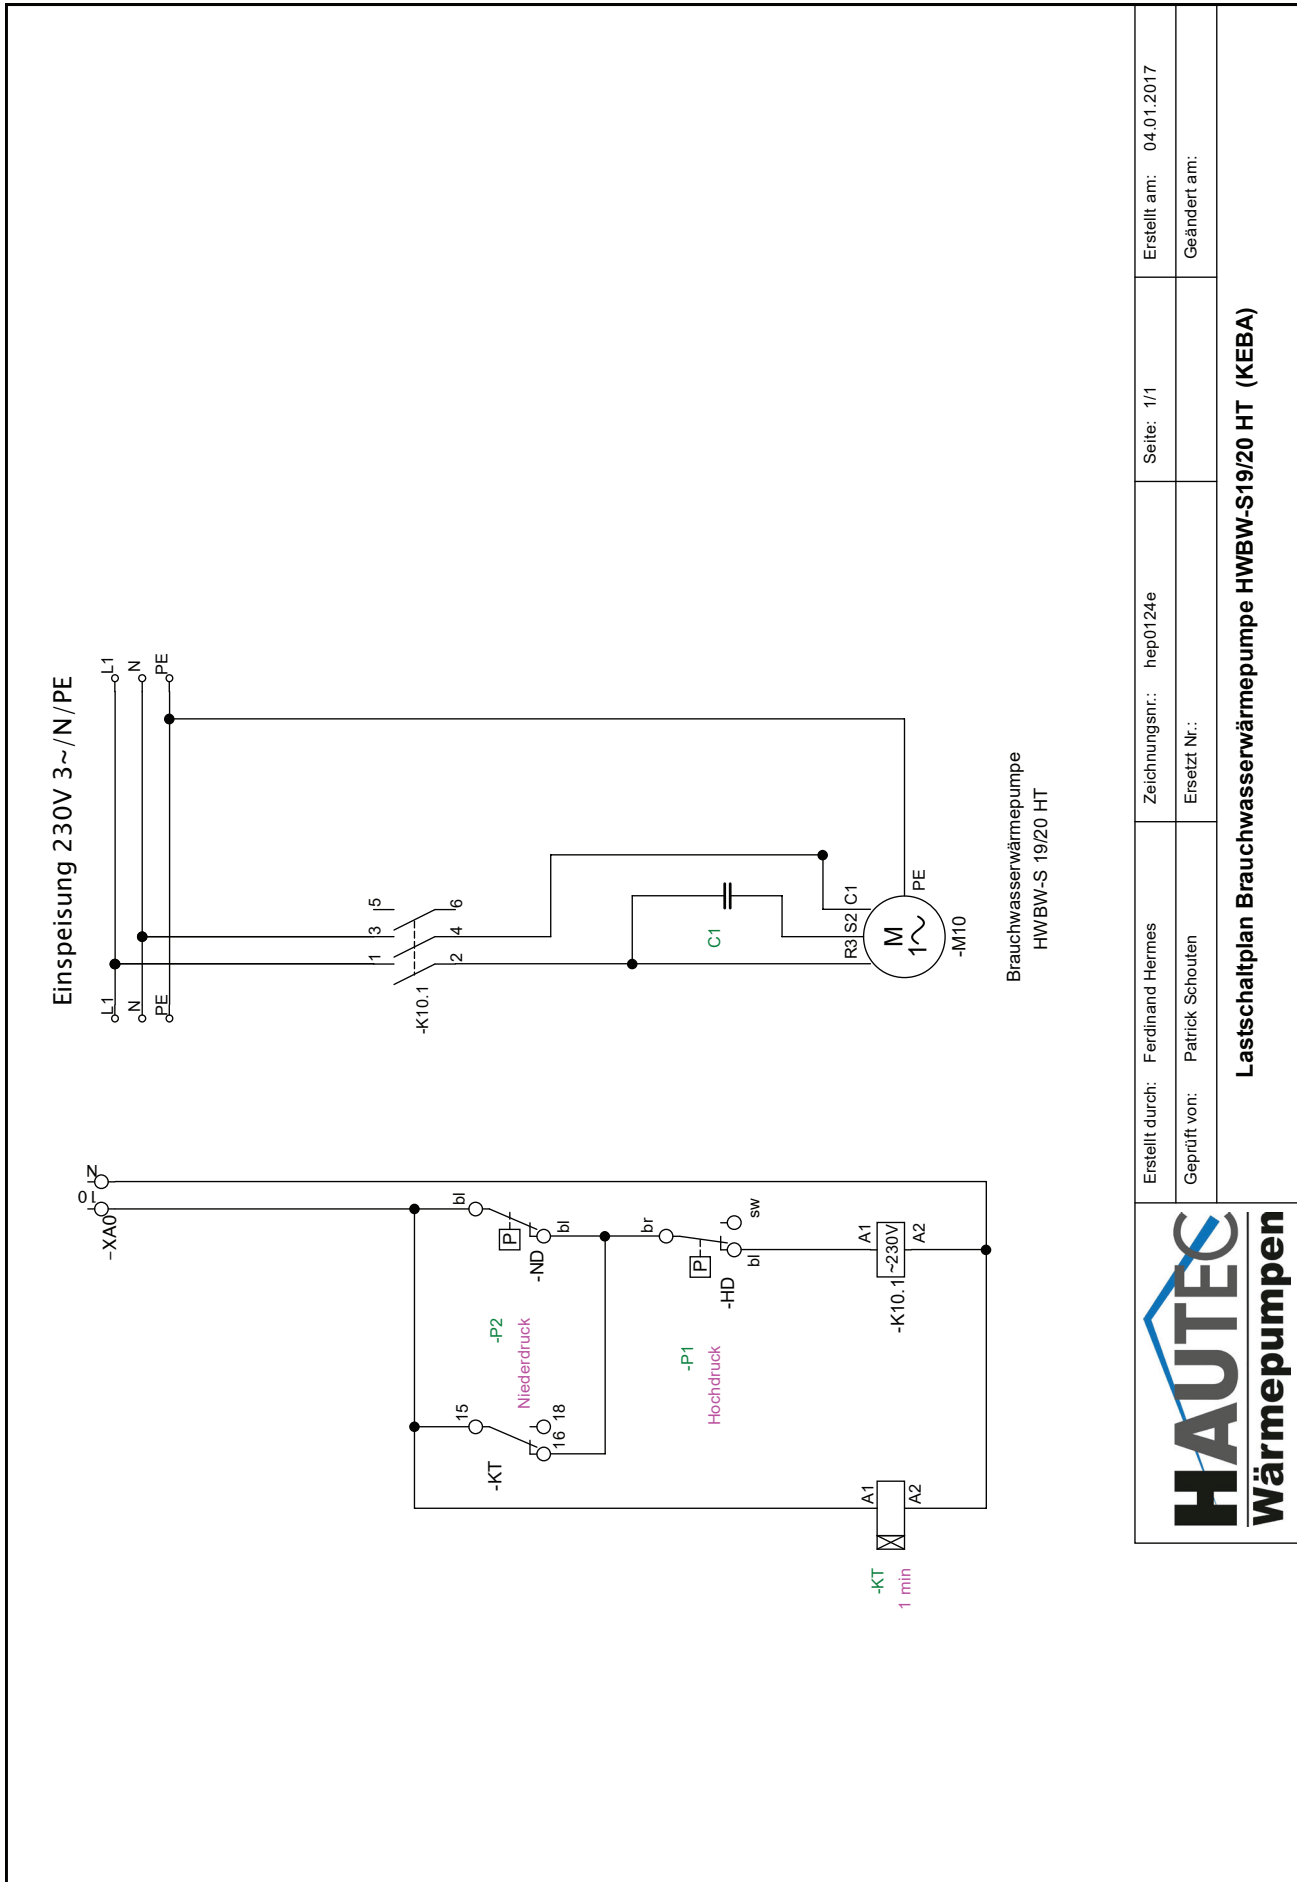 Einspeisung 230V 3~/N/PE
L1
N
PE
L1
N
PE
-XA0
10
N
1
3
5
2
4
6
-K10.1
C1
R3
S2
C1
PE
M
1
-M10
Brauchwasserwärmepumpe
HWBW-S 19/20 HT
bl
P
bl
-ND
-P2
Niederdruck
15
16
18
-KT
br
P
bl
sw
-HD
-P1
Hochdruck
A1
~230V
A2
-K10.1
A1
A2
-KT
1 min
HAUTEC
Wärmepumpen
Erstellt durch: Ferdinand Hermes
Zeichnungsnr.: hep0124e
Seite: 1/1
Erstellt am: 04.01.2017
Geprüft von: Patrick Schouten
Ersetzt Nr.:
Geändert am:
Lastschaltplan Brauchwasserwärmepumpe HWBW-S19/20 HT (KEBA)